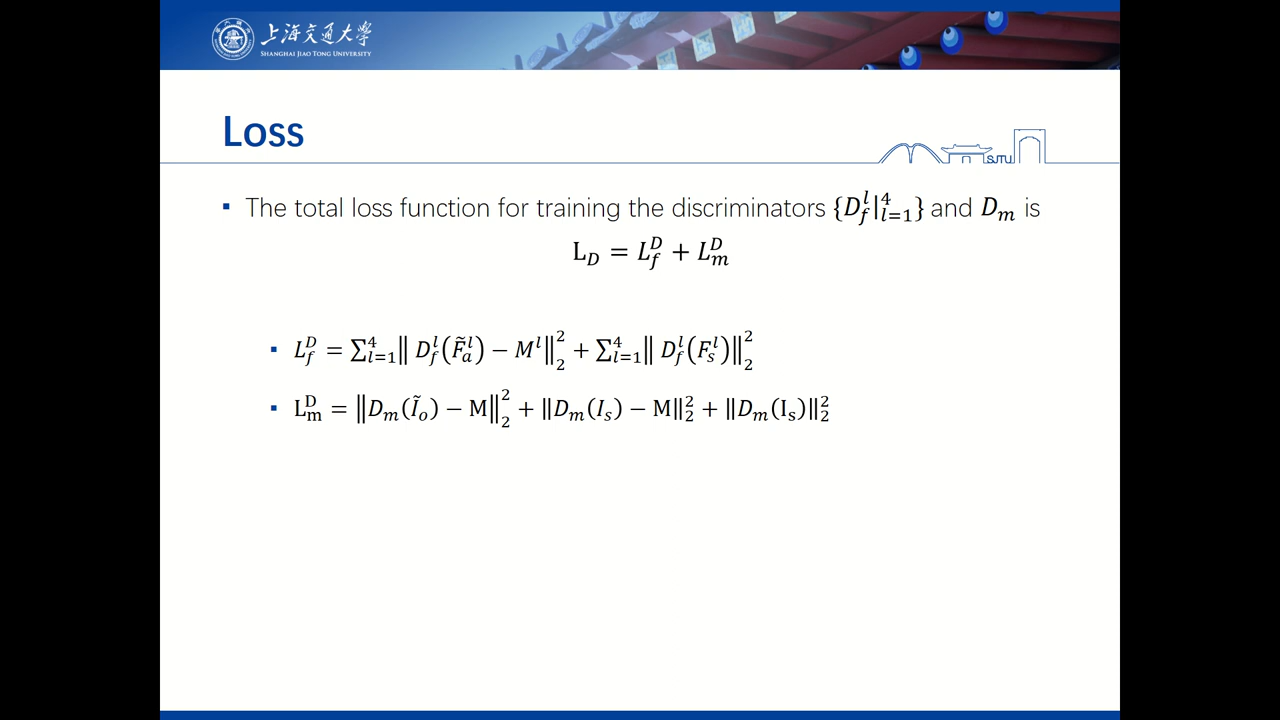 上海交通大学
SHANGHAI JIAO TONG UNIVERSITY
Loss
SJTU
▪ The total loss function for training the discriminators {D_f^l|_{l=1}^4} and D_m is
L_D = L_f^D + L_m^D
▪ L_f^D = ∑_{l=1}^4 ‖D_f^l(F̃_a^l) − M^l‖_2^2 + ∑_{l=1}^4 ‖D_f^l(F_s^l)‖_2^2
▪ L_m^D = ‖D_m(Ĩ_o) − M‖_2^2 + ‖D_m(I_s) − M‖_2^2 + ‖D_m(I_s)‖_2^2